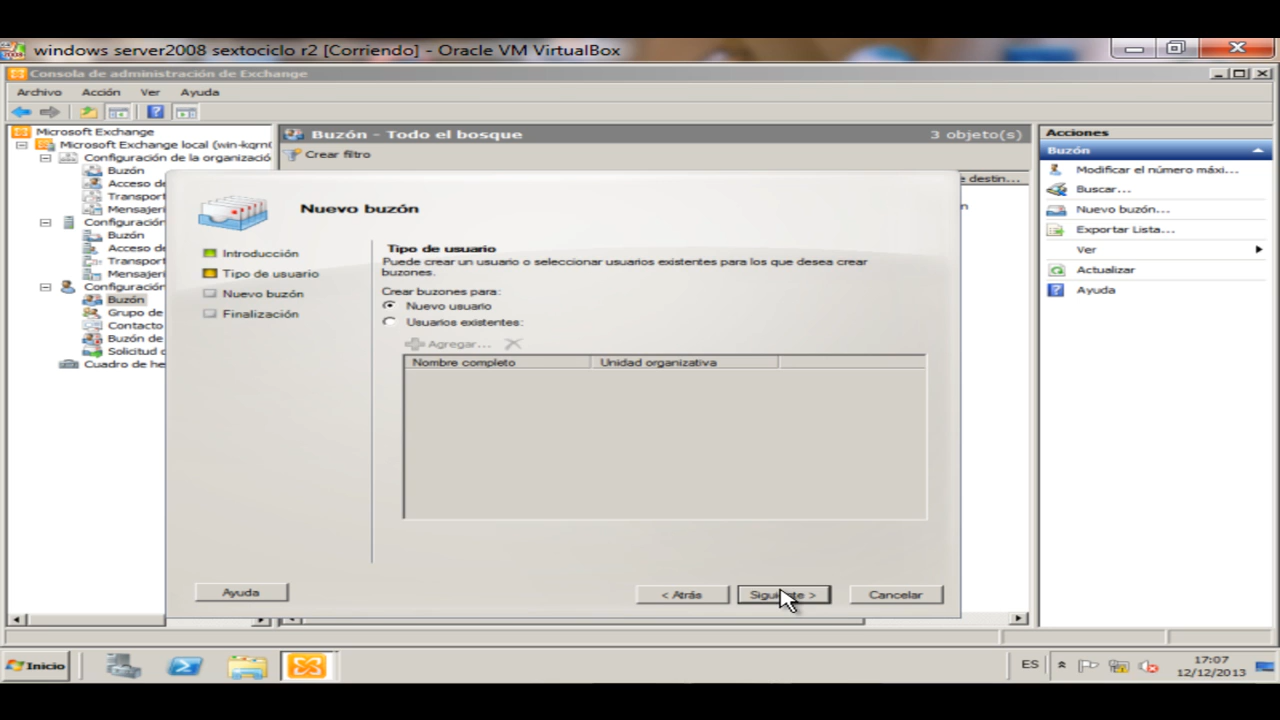 windows server2008 sextociclo r2 [Corriendo] - Oracle VM VirtualBox
Consola de administración de Exchange
Archivo Acción Ver Ayuda
Microsoft Exchange
Microsoft Exchange local
Configuración de la organizació
Buzón
Acceso de
Transport
Mensajerí
Configuración
Buzón
Acceso de
Transport
Mensajerí
Configuración
Buzón
Grupo de
Contacto
Buzón de
Solicitud
Cuadro de he
Buzón - Todo el bosque 3 objeto(s)
Crear filtro
e destin...
n
Nuevo buzón
Introducción
Tipo de usuario
Nuevo buzón
Finalización
Tipo de usuario
Puede crear un usuario o seleccionar usuarios existentes para los que desea crear
buzones.
Crear buzones para:
Nuevo usuario
Usuarios existentes:
Agregar...
Nombre completo Unidad organizativa
Ayuda < Atrás Siguiente > Cancelar
Acciones
Buzón
Modificar el número máxi...
Buscar...
Nuevo buzón...
Exportar Lista...
Ver
Actualizar
Ayuda
Inicio
ES
17:07
12/12/2013